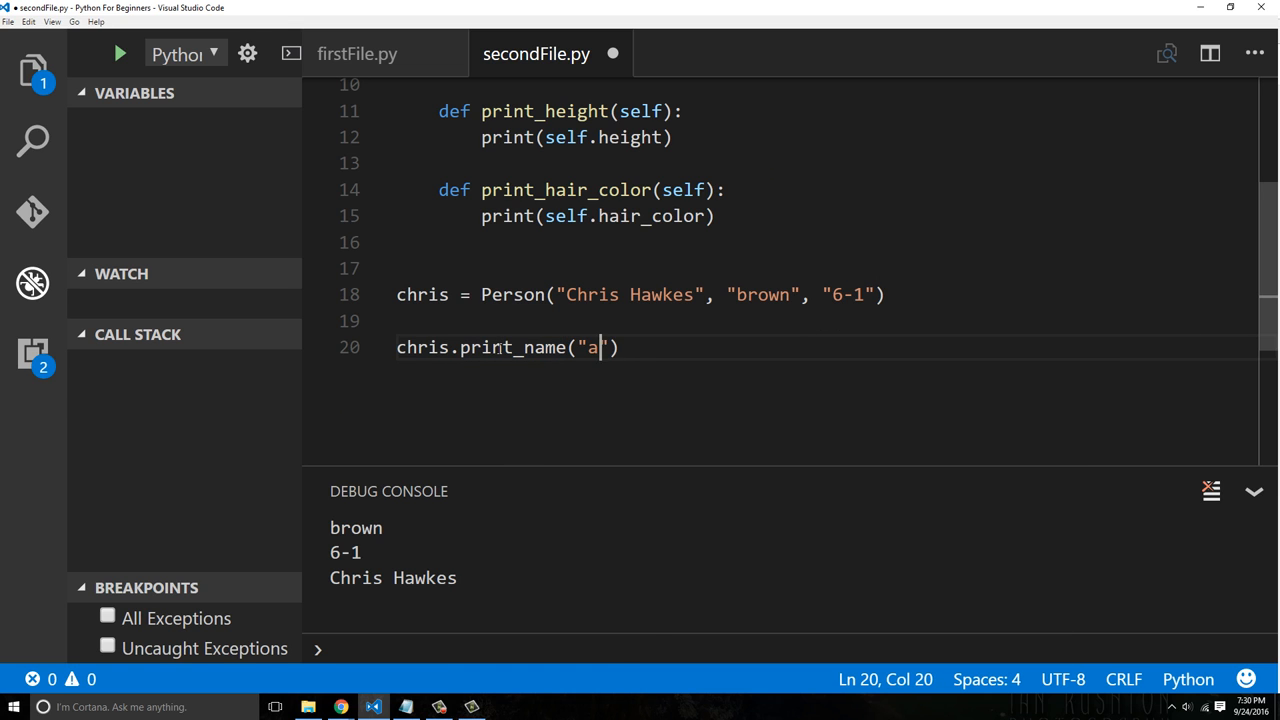 ● secondFile.py - Python For Beginners - Visual Studio Code
File Edit View Go Help
Pythor
firstFile.py
secondFile.py
1
2
VARIABLES
WATCH
CALL STACK
BREAKPOINTS
All Exceptions
Uncaught Exceptions
10
11 def print_height(self):
12 print(self.height)
13
14 def print_hair_color(self):
15 print(self.hair_color)
16
17
18 chris = Person("Chris Hawkes", "brown", "6-1")
19
20 chris.print_name("a")
DEBUG CONSOLE
brown
6-1
Chris Hawkes
0 0
Ln 20, Col 20 Spaces: 4 UTF-8 CRLF Python
I'm Cortana. Ask me anything.
7:30 PM
9/24/2016